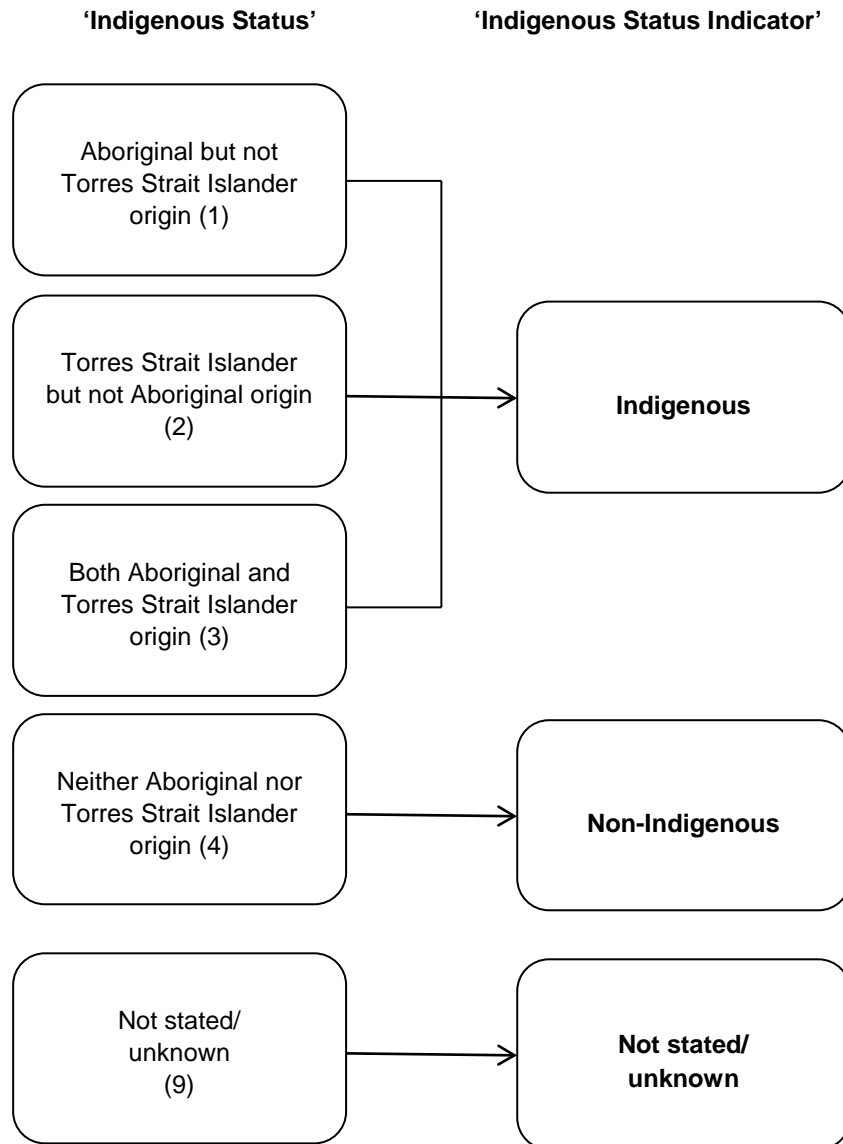 ‘Indigenous Status’
‘Indigenous Status Indicator’
Aboriginal but not
Torres Strait Islander
origin (1)
Torres Strait Islander
but not Aboriginal origin
(2)
Indigenous
Both Aboriginal and
Torres Strait Islander
origin (3)
Neither Aboriginal nor
Torres Strait Islander
origin (4)
Non-Indigenous
Not stated/
unknown
(9)
Not stated/
unknown